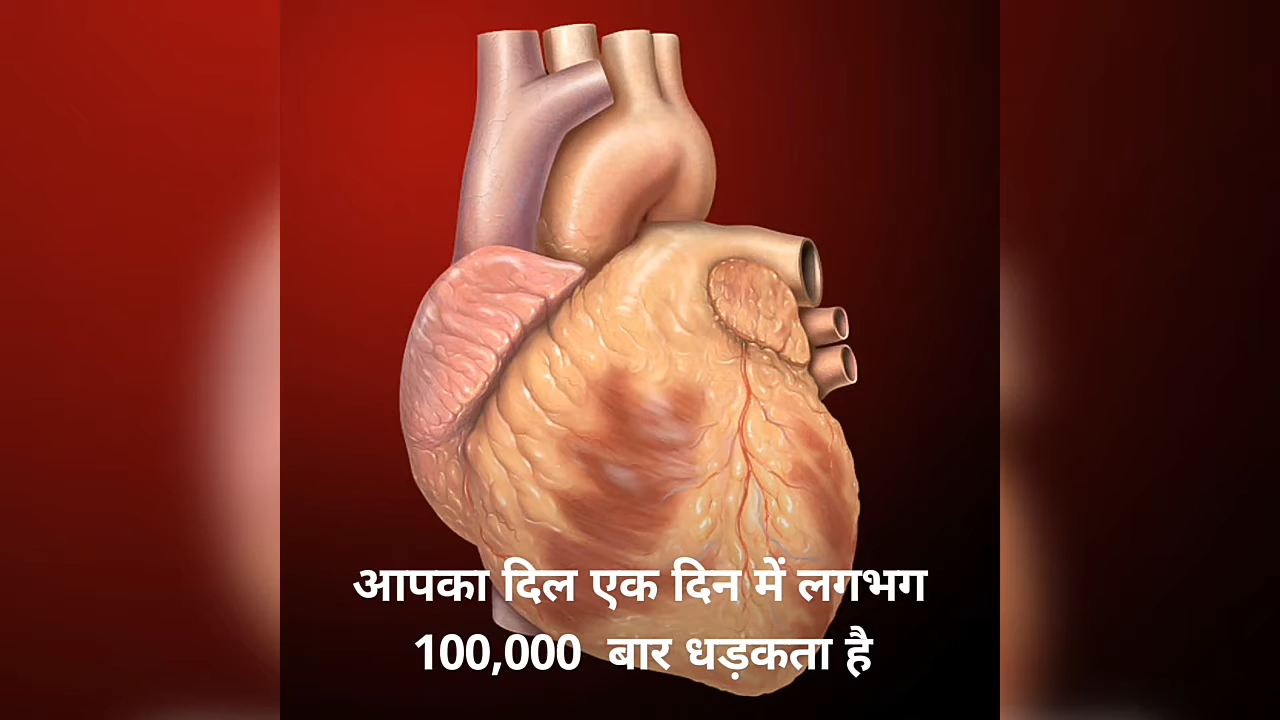 आपका दिल एक दिन में लगभग
100,000 बार धड़कता है